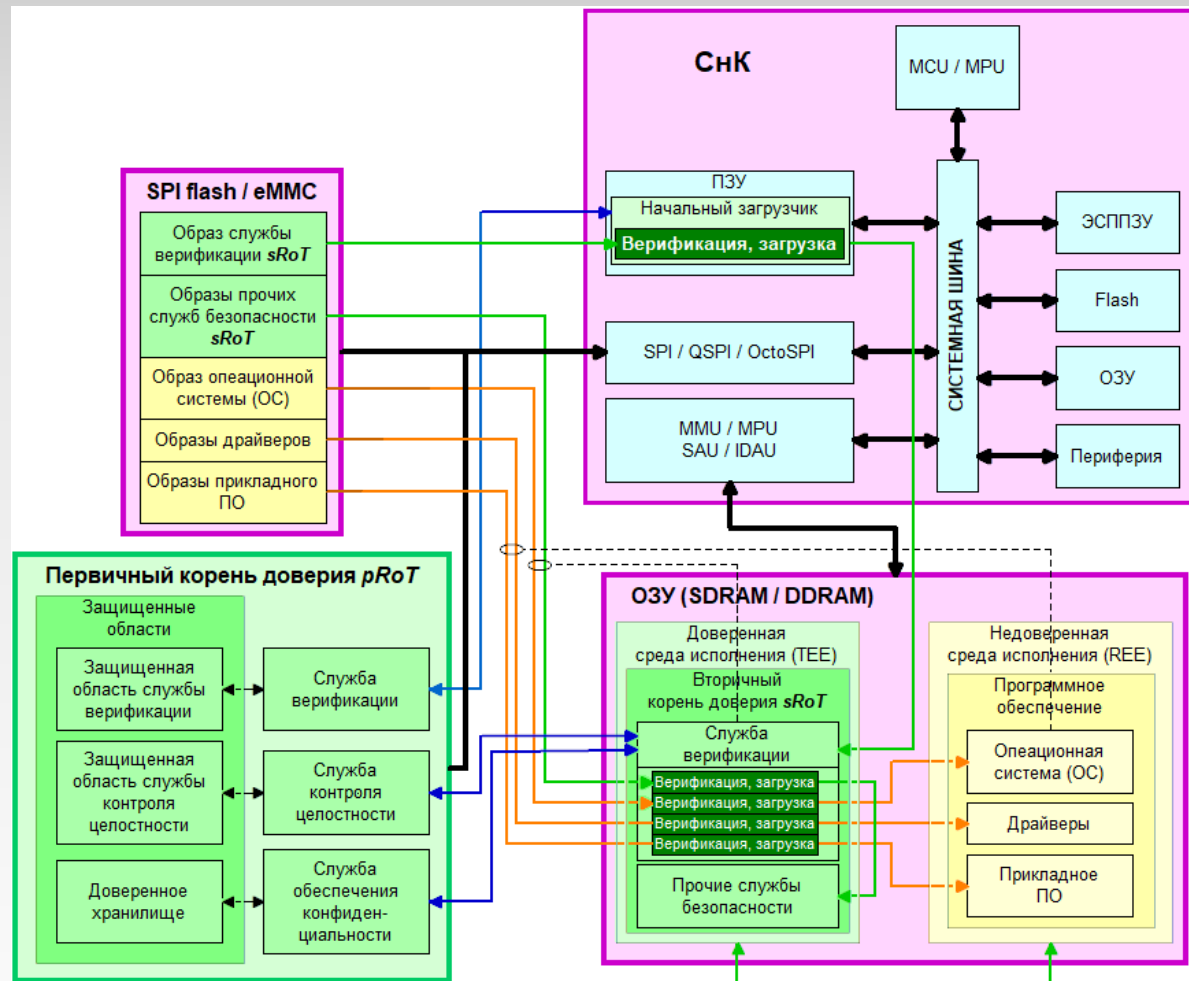 СнК
MCU / MPU
ПЗУ
Начальный загрузчик
Верификация, загрузка
SPI / QSPI / OctoSPI
MMU / MPU
SAU / IDAU
СИСТЕМНАЯ ШИНА
ЭСППЗУ
Flash
ОЗУ
Периферия
SPI flash / eMMC
Образ службы
верификации sRoT
Образы прочих
служб безопасности
sRoT
Образ опеационной
системы (ОС)
Образы драйверов
Образы прикладного
ПО
Первичный корень доверия pRoT
Защищенные
области
Защищенная
область службы
верификации
Служба
верификации
Защищенная
область службы
контроля
целостности
Служба
контроля
целостности
Доверенное
хранилище
Служба
обеспечения
конфиден-
циальности
ОЗУ (SDRAM / DDRAM)
Доверенная
среда исполнения (TEE)
Вторичный
корень доверия sRoT
Служба
верификации
Верификация, загрузка
Верификация, загрузка
Верификация, загрузка
Верификация, загрузка
Прочие службы
безопасности
Недоверенная
среда исполнения (REE)
Программное
обеспечение
Опеационная
система (ОС)
Драйверы
Прикладное
ПО